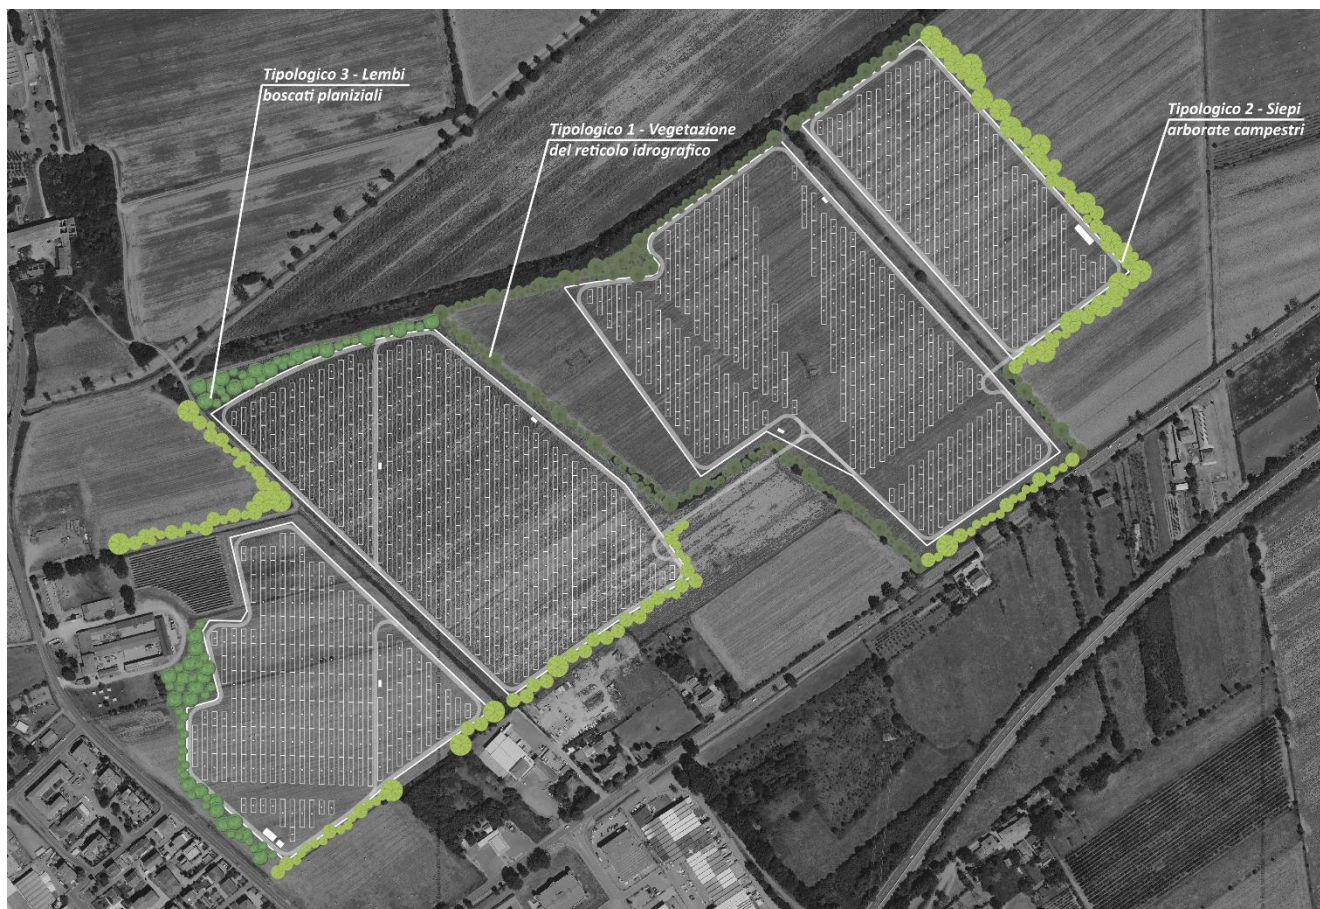 Tipologico 3 - Lembi
boscati planiziali
Tipologico 1 - Vegetazione
del reticolo idrografico
Tipologico 2 - Siepi
arborate campestri